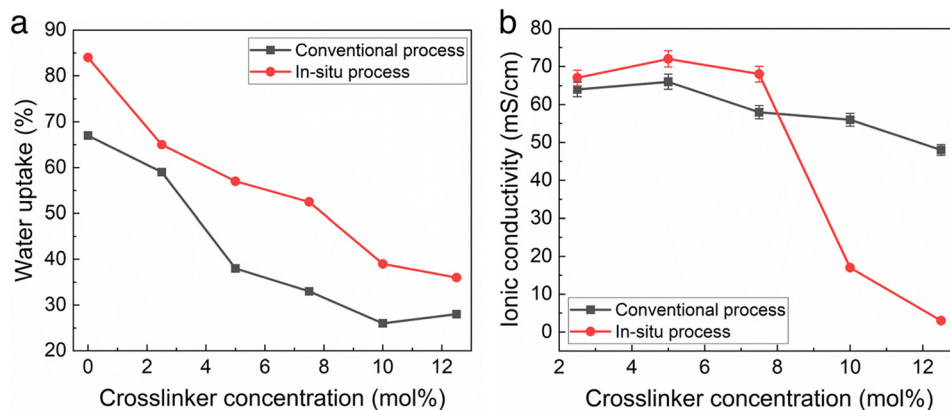 a
90
80
70
60
50
40
30
20
Water uptake (%)
Conventional process
In-situ process
0 2 4 6 8 10 12
Crosslinker concentration (mol%)
b
80
70
60
50
40
30
20
10
0
Ionic conductivity (mS/cm)
Conventional process
In-situ process
2 4 6 8 10 12
Crosslinker concentration (mol%)